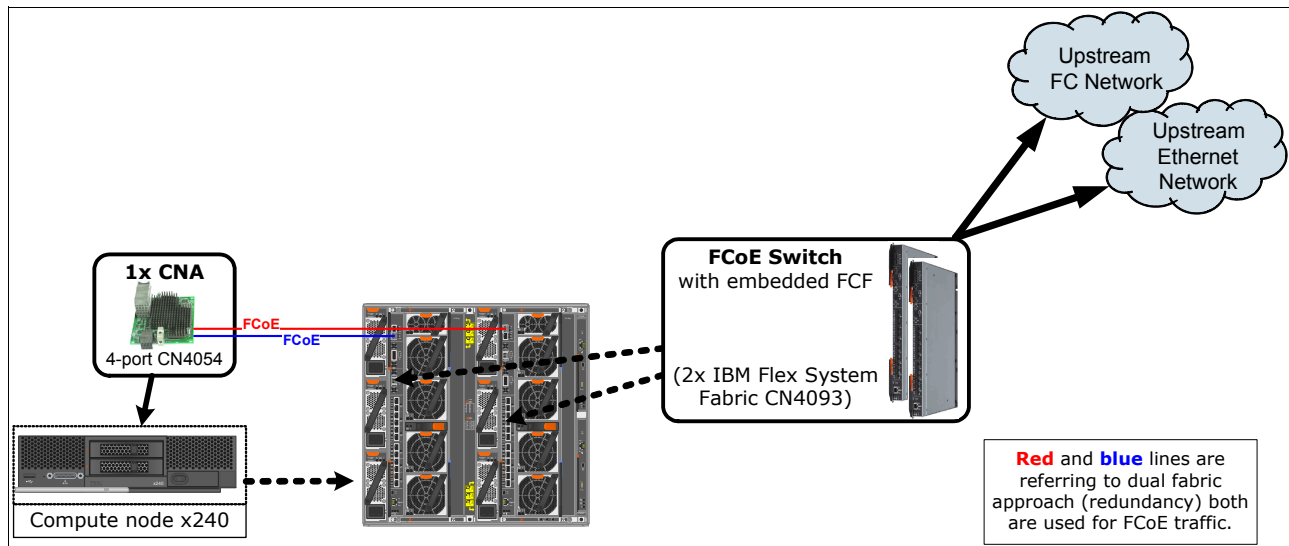 Upstream
FC Network
Upstream
Ethernet
Network
1x CNA
4-port CN4054
FCoE
FCoE
FCoE Switch
with embedded FCF
(2x IBM Flex System
Fabric CN4093)
Compute node x240
x240
Red and blue lines are
referring to dual fabric
approach (redundancy) both
are used for FCoE traffic.